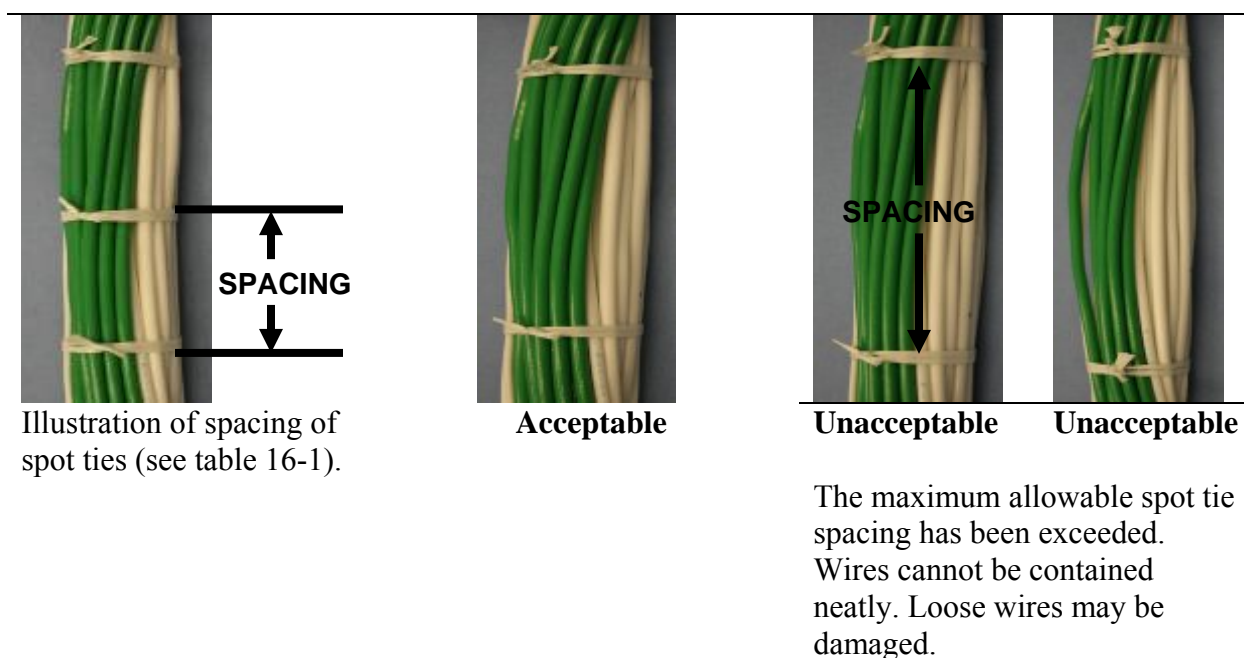 SPACING
Illustration of spacing of
spot ties (see table 16-1).
Acceptable
SPACING
Unacceptable
Unacceptable
The maximum allowable spot tie
spacing has been exceeded.
Wires cannot be contained
neatly. Loose wires may be
damaged.